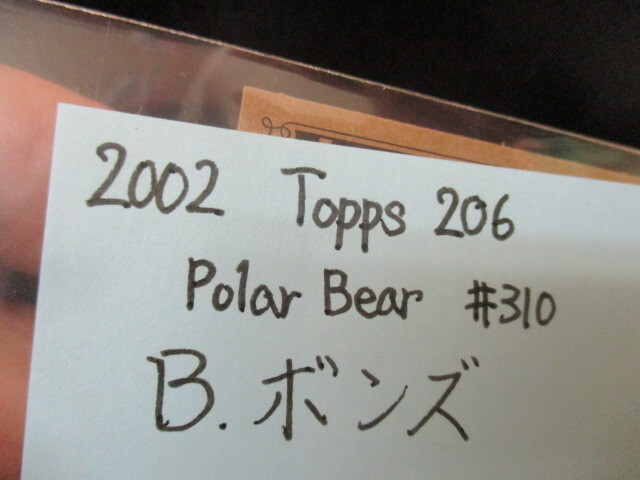 2002 Topps 206
Polar Bear #310
B. ボンズ